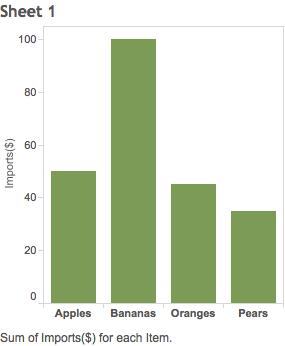 Sheet 1
Imports($)
100
80
60
40
20
0
Apples Bananas Oranges Pears
Sum of Imports($) for each Item.